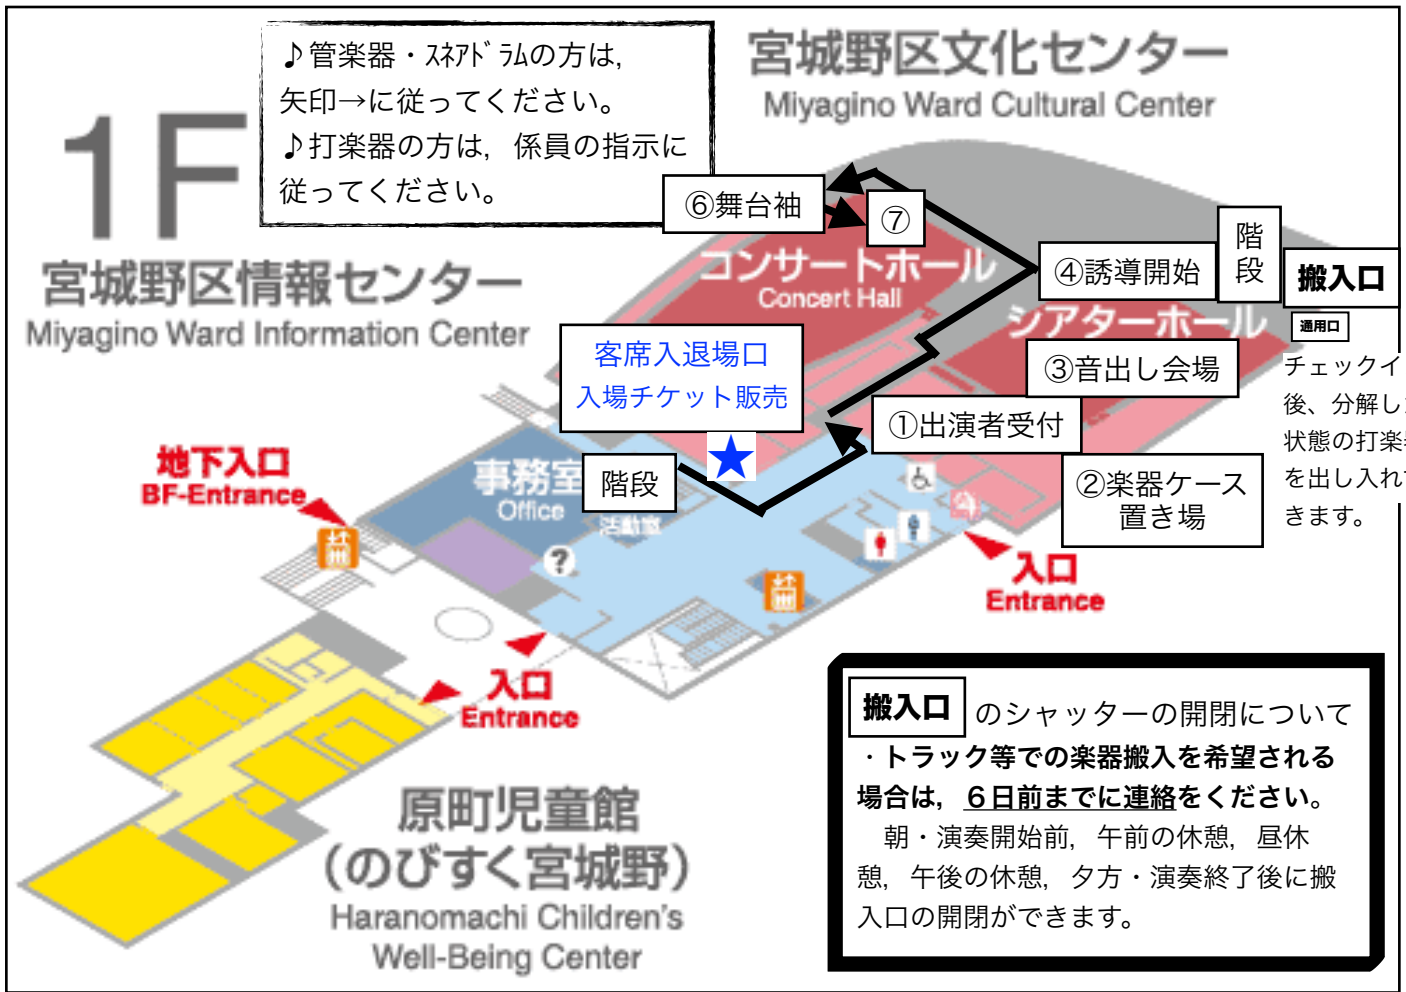 ♪管楽器・ｽﾈｱﾄﾞﾗﾑの方は,
矢印→に従ってください。
♪打楽器の方は, 係員の指示に
従ってください。
宮城野区文化センター
Miyagino Ward Cultural Center
1F
宮城野区情報センター
Miyagino Ward Information Center
⑥舞台袖
⑦
コンサートホール
Concert Hall
④誘導開始
階段
搬入口
通用口
シアターホール
③音出し会場
チェックイ
後、分解し
状態の打楽
を出し入れ
きます。
客席入退場口
入場チケット販売
①出演者受付
②楽器ケース
置き場
★
階段
地下入口
BF-Entrance
事務室
Office
活動室
?
入口
Entrance
入口
Entrance
原町児童館
(のびすく宮城野)
Haranomachi Children's
Well-Being Center
搬入口 のシャッターの開閉について
・トラック等での楽器搬入を希望される
場合は, ６日前までに連絡をください。
朝・演奏開始前, 午前の休憩, 昼休
憩, 午後の休憩, 夕方・演奏終了後に搬
入口の開閉ができます。